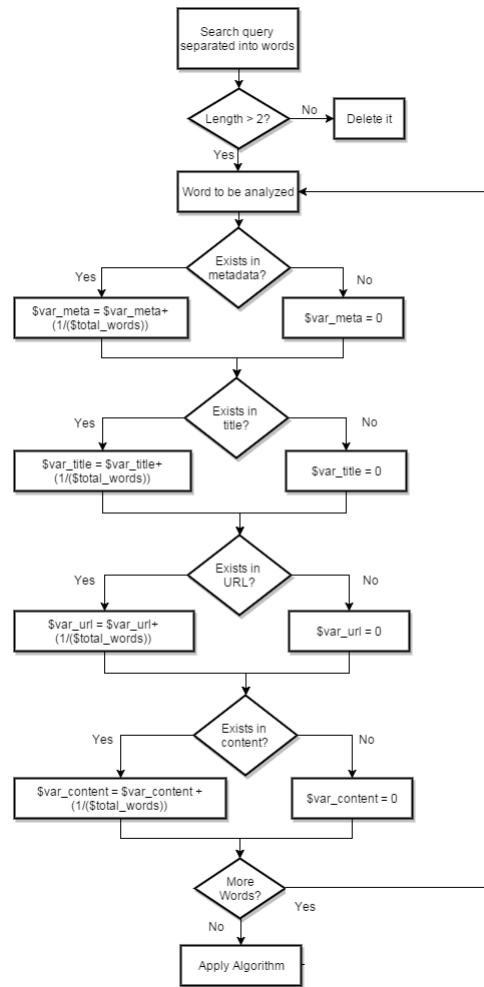 Search query
separated into words
Length > 2?
No
Delete it
Yes
Word to be analyzed
Exists in
metadata?
Yes
No
$var_meta = $var_meta+
(1/($total_words))
$var_meta = 0
Exists in
title?
Yes
No
$var_title = $var_title+
(1/($total_words))
$var_title = 0
Exists in
URL?
Yes
No
$var_url = $var_url+
(1/($total_words))
$var_url = 0
Exists in
content?
Yes
No
$var_content = $var_content +
(1/($total_words))
$var_content = 0
More
Words?
Yes
No
Apply Algorithm